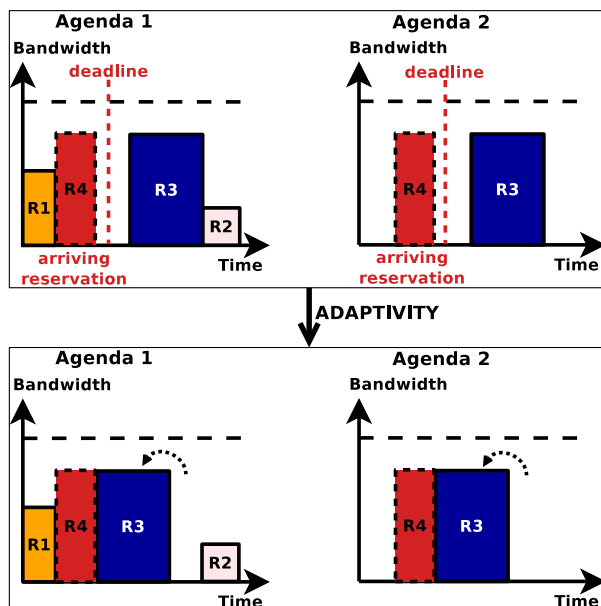 Agenda 1
Bandwidth
deadline
R1
R4
R3
R2
arriving
reservation
Time
Agenda 2
Bandwidth
deadline
R4
R3
arriving
reservation
Time
ADAPTIVITY
Agenda 1
Bandwidth
R1
R4
R3
R2
Time
Agenda 2
Bandwidth
R4
R3
Time